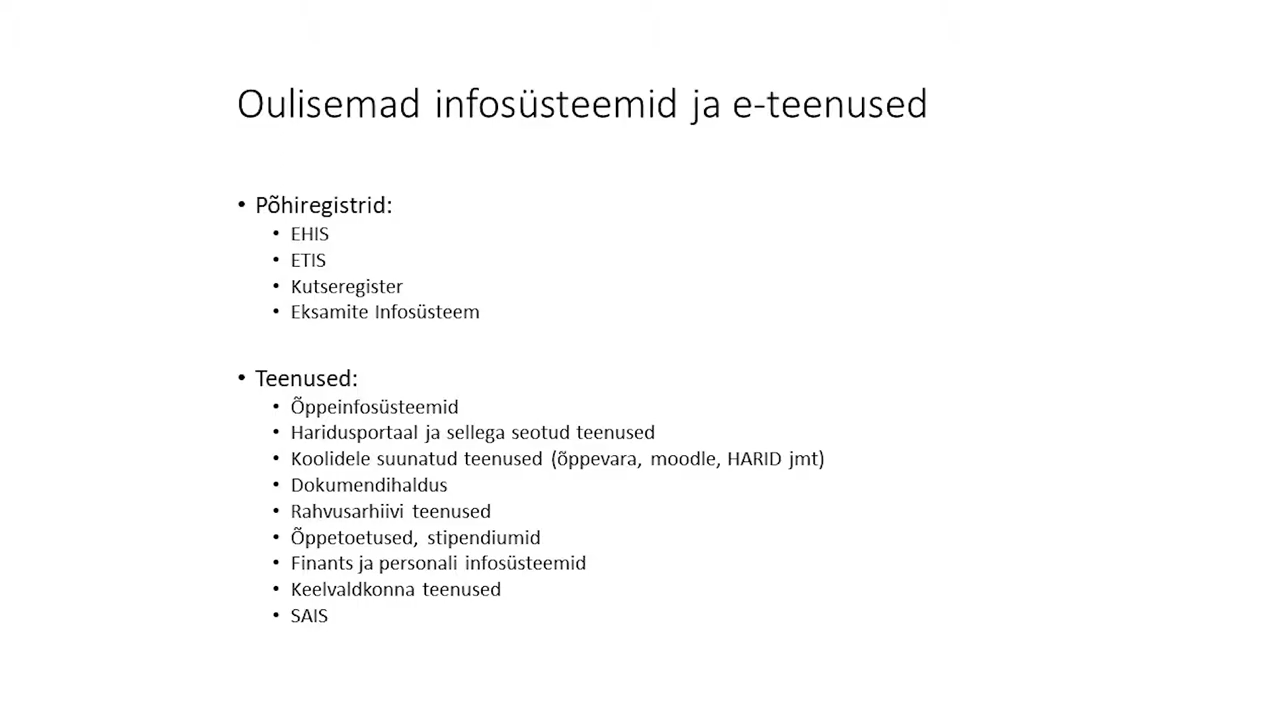 Oulisemad infosüsteemid ja e-teenused
• Põhiregistrid:
• EHIS
• ETIS
• Kutseregister
• Eksamite Infosüsteem
• Teenused:
• Õppeinfosüsteemid
• Haridusportaal ja sellega seotud teenused
• Koolidele suunatud teenused (õppevara, moodle, HARID jmt)
• Dokumendihaldus
• Rahvusarhiivi teenused
• Õppetoetused, stipendiumid
• Finants ja personali infosüsteemid
• Keelvaldkonna teenused
• SAIS